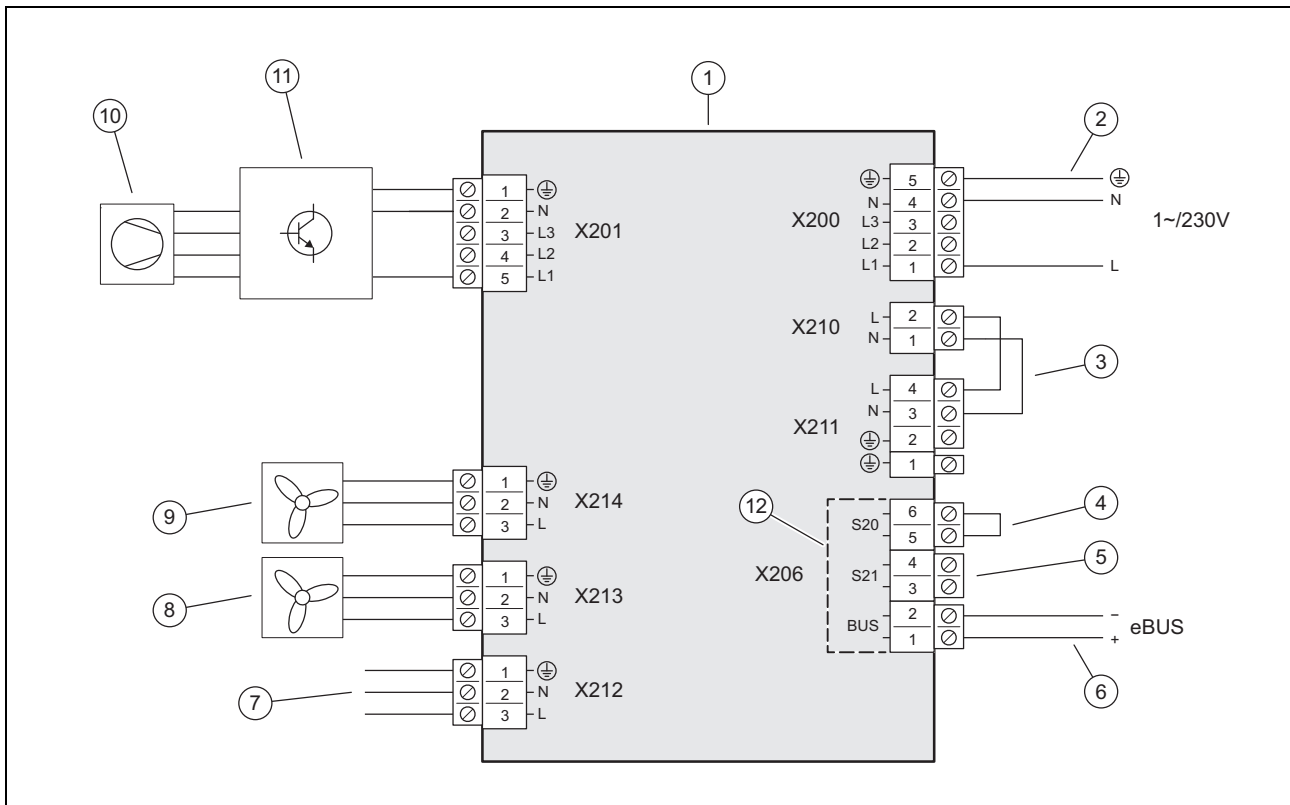 11
1
10
2
1
2 N
3 L3
4 L2
5 L1
X201
X200
5
N 4
L3 3
L2 2
L1 1
N
1~/230V
L
X210
L 2
N 1
3
X211
L 4
N 3
2
1
9
1
2 N
3 L
X214
12
X206
S20
6
5
4
S21
4
3
5
BUS
2
1
–
+
eBUS
6
8
1
2 N
3 L
X213
7
1
2 N
3 L
X212